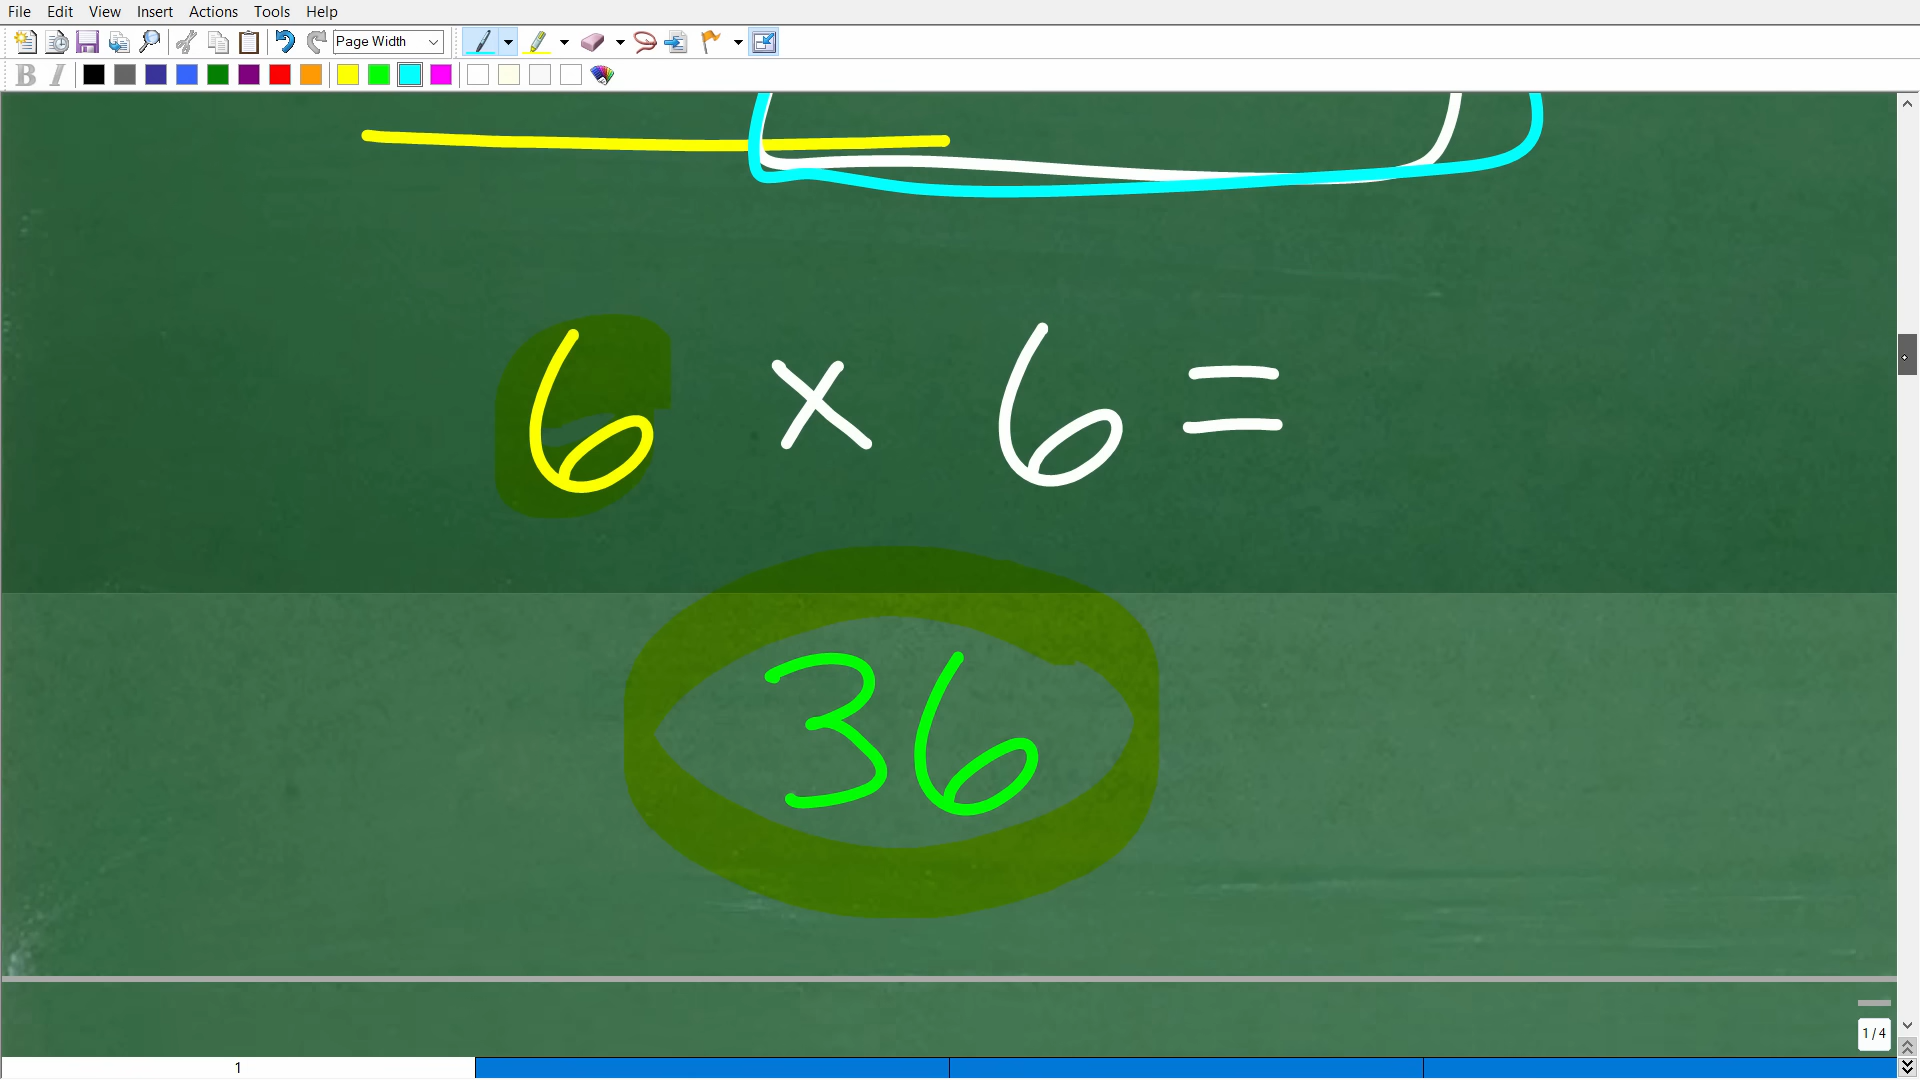 File Edit View Insert Actions Tools Help
Page Width
B I
6 x 6 =
36
1 / 4
1